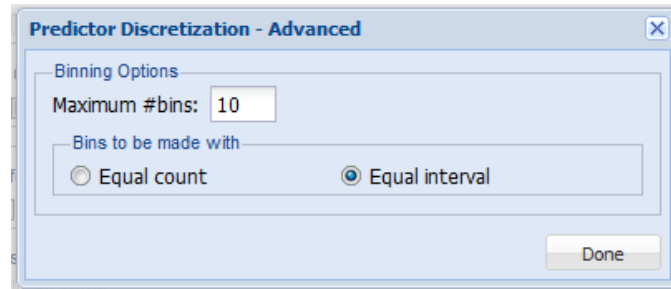 Predictor Discretization - Advanced
Binning Options
Maximum #bins: 10
Bins to be made with
Equal count Equal interval
Done